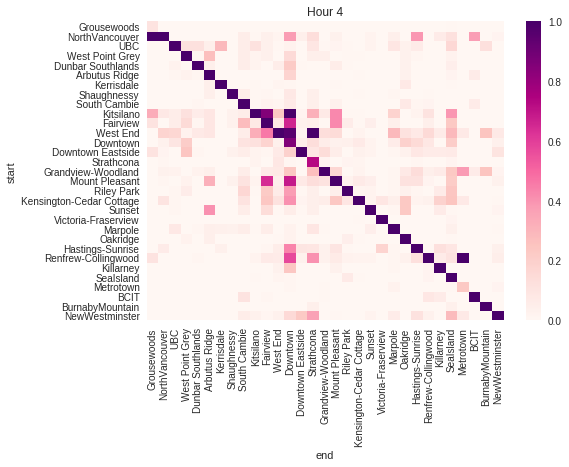 Hour 4
start
Grousewoods
NorthVancouver
UBC
West Point Grey
Dunbar Southlands
Arbutus Ridge
Kerrisdale
Shaughnessy
South Cambie
Kitsilano
Fairview
West End
Downtown
Downtown Eastside
Strathcona
Grandview-Woodland
Mount Pleasant
Riley Park
Kensington-Cedar Cottage
Sunset
Victoria-Fraserview
Marpole
Oakridge
Hastings-Sunrise
Renfrew-Collingwood
Killarney
SeaIsland
Metrotown
BCIT
BurnabyMountain
NewWestminster
Grousewoods
NorthVancouver
UBC
West Point Grey
Dunbar Southlands
Arbutus Ridge
Kerrisdale
Shaughnessy
South Cambie
Kitsilano
Fairview
West End
Downtown
Downtown Eastside
Strathcona
Grandview-Woodland
Mount Pleasant
Riley Park
Kensington-Cedar Cottage
Sunset
Victoria-Fraserview
Marpole
Oakridge
Hastings-Sunrise
Renfrew-Collingwood
Killarney
SeaIsland
Metrotown
BCIT
BurnabyMountain
NewWestminster
end
1.0
0.8
0.6
0.4
0.2
0.0